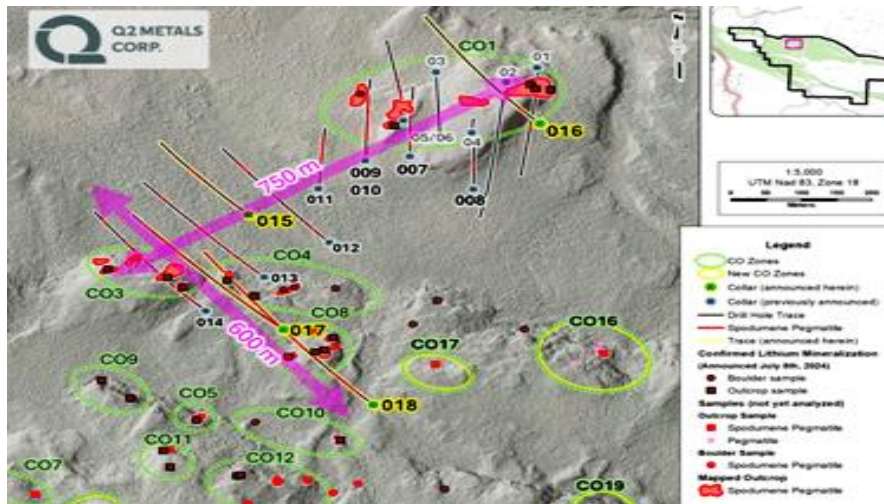 Q2 METALS
CORP.
CO1
03
02
01
05/06
04
016
009
010
007
008
011
750 m
015
012
CO4
CO3
013
014
CO8
017
600 m
018
CO17
CO16
CO9
CO5
CO10
CO11
CO12
CO7
CO19
1:5,000
UTM Nad 83, Zone 18
Meters
Legend
CO Zones
New CO Zones
Collar (announced herein)
Collar (previously announced)
Drill Hole Trace
Spodumene Pegmatite
Trace (announced herein)
Confirmed Lithium Mineralization
(Announced July 8th, 2024)
Boulder sample
Outcrop sample
Samples (not yet analyzed)
Outcrop Sample
Spodumene Pegmatite
Pegmatite
Boulder Sample
Spodumene Pegmatite
Mapped Outcrop
Spodumene Pegmatite